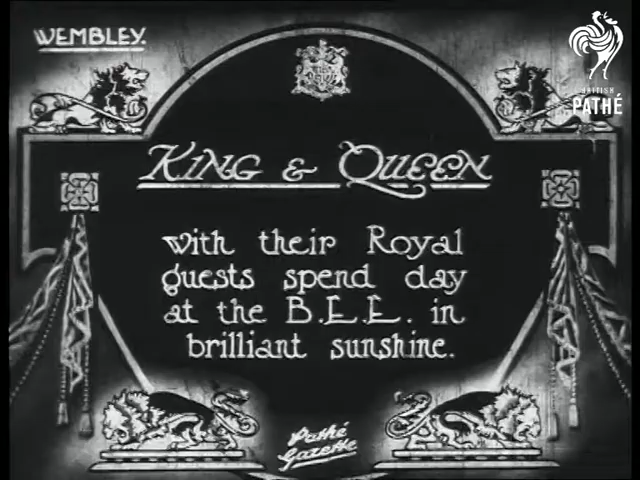 WEMBLEY.
BRITISH
PATHÉ
KING & QUEEN
with their Royal
guests spend day
at the B.E.E. in
brilliant sunshine.
Pathé
Gazette